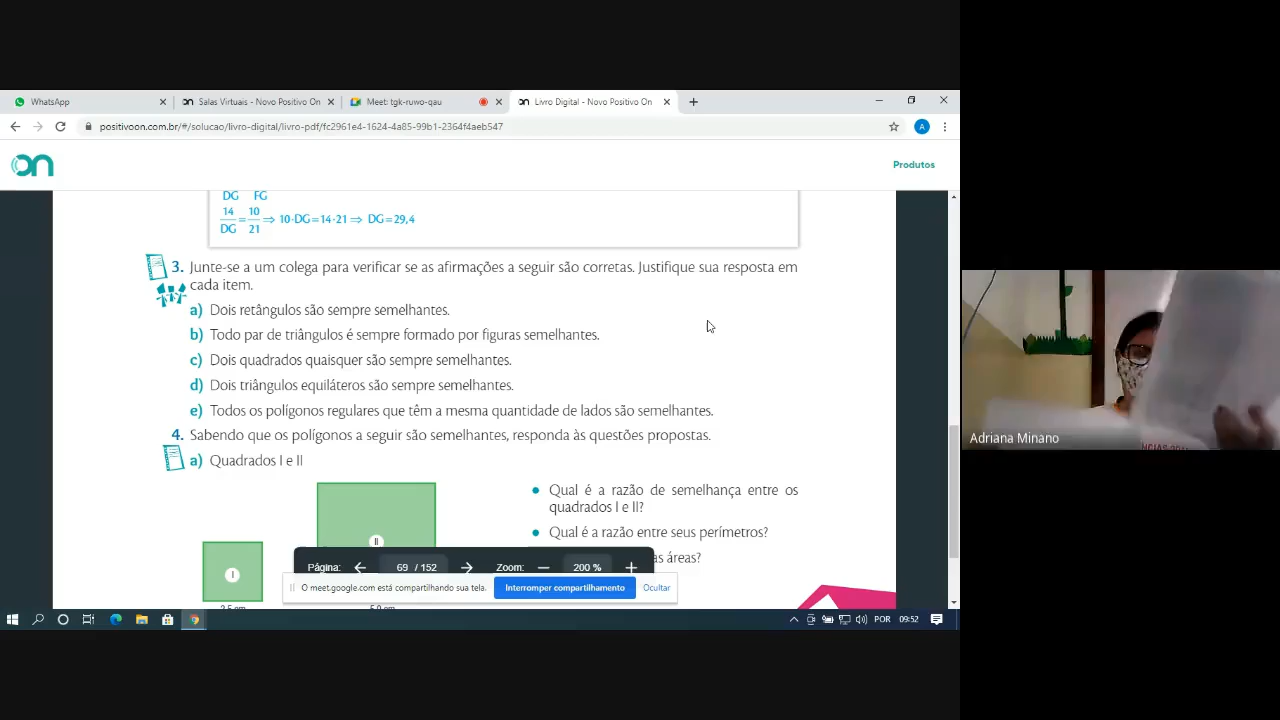 WhatsApp
Salas Virtuais - Novo Positivo On
Meet: tgk-ruwo-qau
Livro Digital - Novo Positivo On
positivoon.com.br/#/solucao/livro-digital/livro-pdf/fc2961e4-1624-4a85-99b1-2364f4aeb547
A
on
Produtos
DG FG
14/DG = 10/21 ⇒ 10·DG=14·21 ⇒ DG=29,4
3. Junte-se a um colega para verificar se as afirmações a seguir são corretas. Justifique sua resposta em
cada item.
a) Dois retângulos são sempre semelhantes.
b) Todo par de triângulos é sempre formado por figuras semelhantes.
c) Dois quadrados quaisquer são sempre semelhantes.
d) Dois triângulos equiláteros são sempre semelhantes.
e) Todos os polígonos regulares que têm a mesma quantidade de lados são semelhantes.
4. Sabendo que os polígonos a seguir são semelhantes, responda às questões propostas.
a) Quadrados I e II
• Qual é a razão de semelhança entre os
quadrados I e II?
• Qual é a razão entre seus perímetros?
as áreas?
II
I
Página: 69 / 152 Zoom: 200 %
O meet.google.com está compartilhando sua tela. Interromper compartilhamento Ocultar
POR 09:52
Adriana Minano